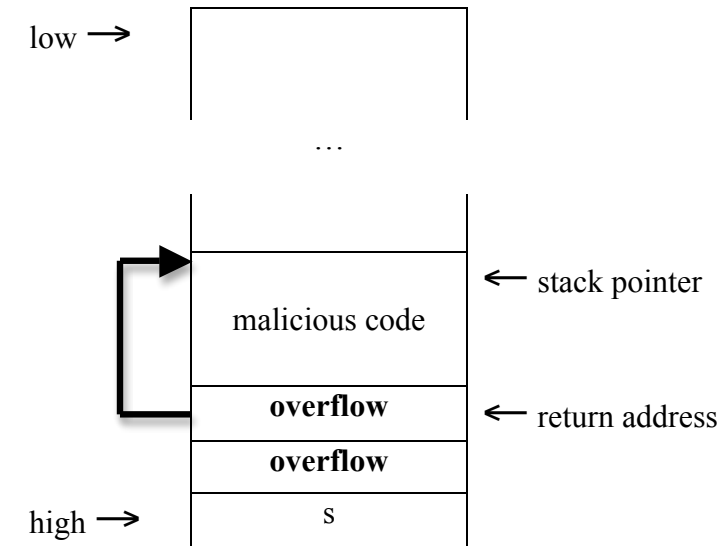 low
…
stack pointer
malicious code
overflow
return address
overflow
s
high